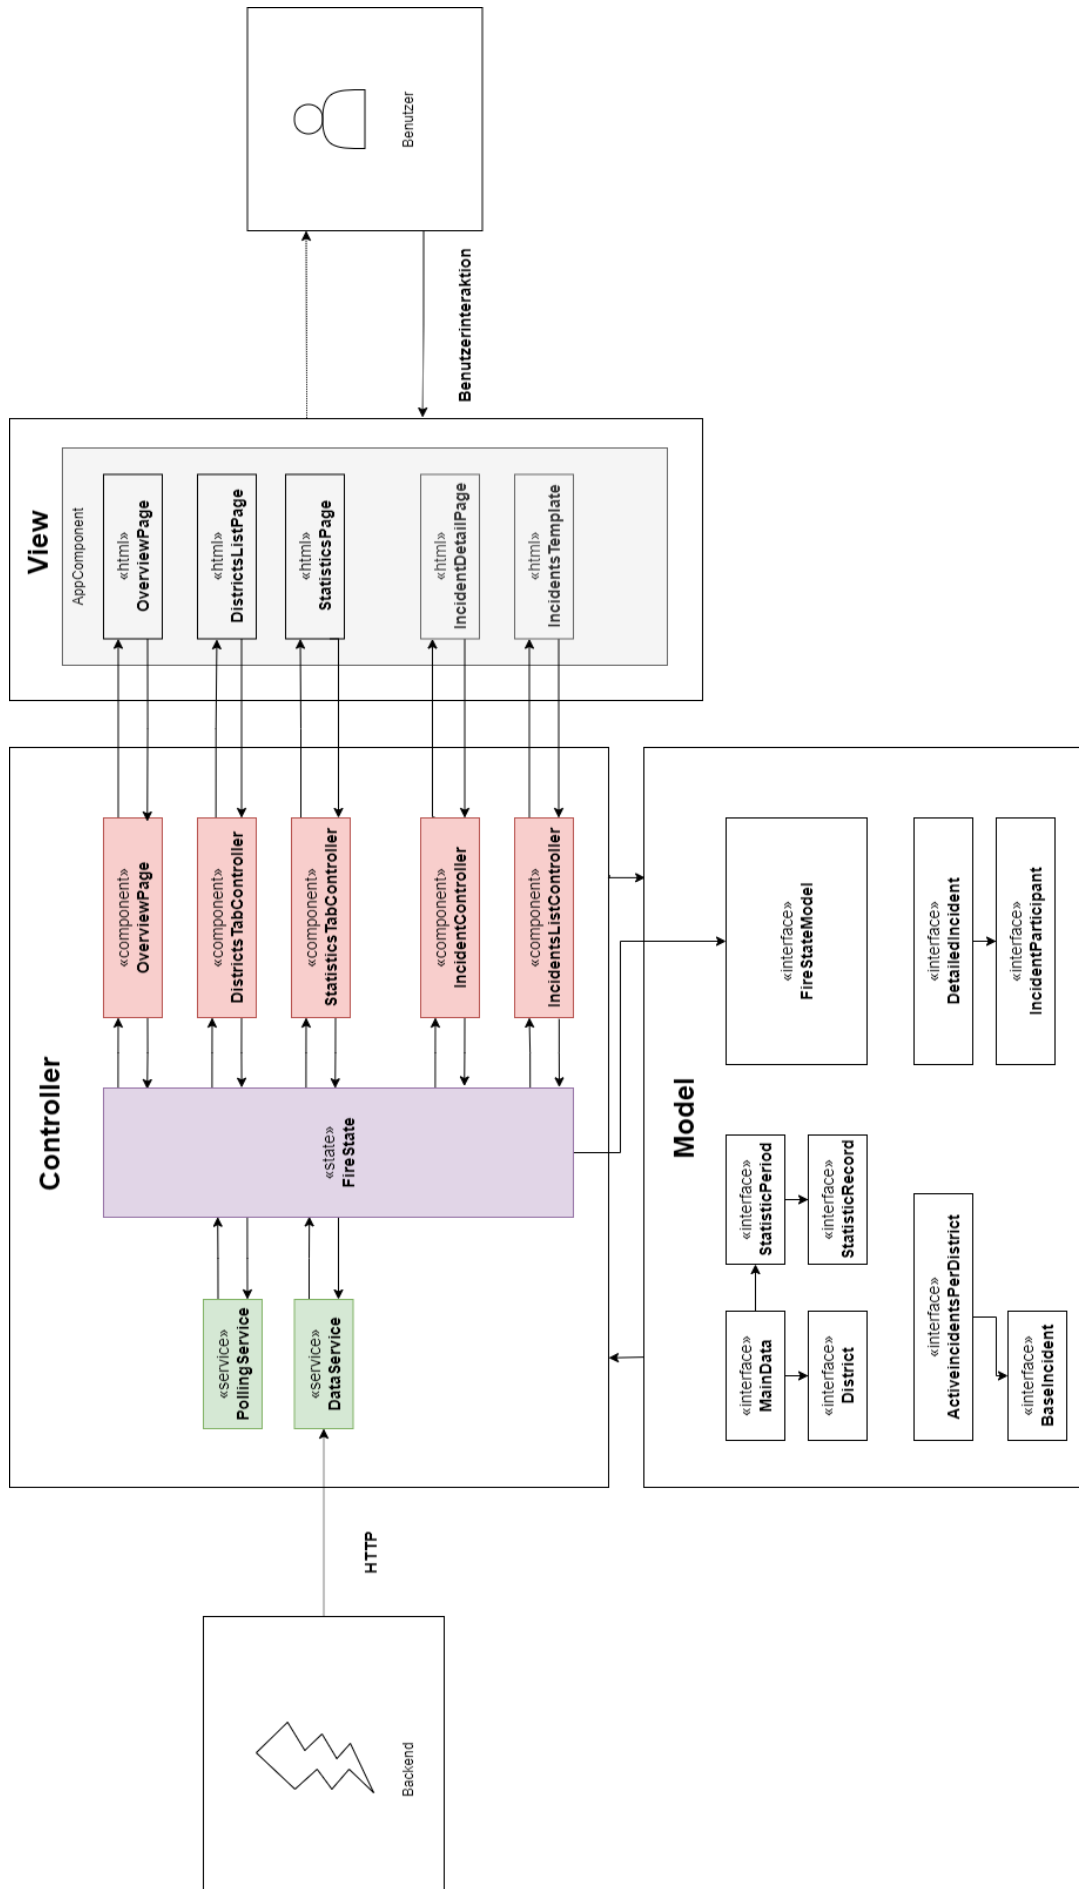 Backend
HTTP
Controller
«service»
PollingService
«service»
DataService
«state»
FireState
«component»
OverviewPage
«component»
DistrictsTabController
«component»
StatisticsTabController
«component»
IncidentController
«component»
IncidentsListController
View
AppComponent
«html»
OverviewPage
«html»
DistrictsListPage
«html»
StatisticsPage
«html»
IncidentDetailPage
«html»
IncidentsTemplate
Benutzerinteraktion
Benutzer
Model
«interface»
MainData
«interface»
District
«interface»
StatisticPeriod
«interface»
StatisticRecord
«interface»
ActiveincidentsPerDistrict
«interface»
BaseIncident
«interface»
FireStateModel
«interface»
DetailedIncident
«interface»
IncidentParticipant